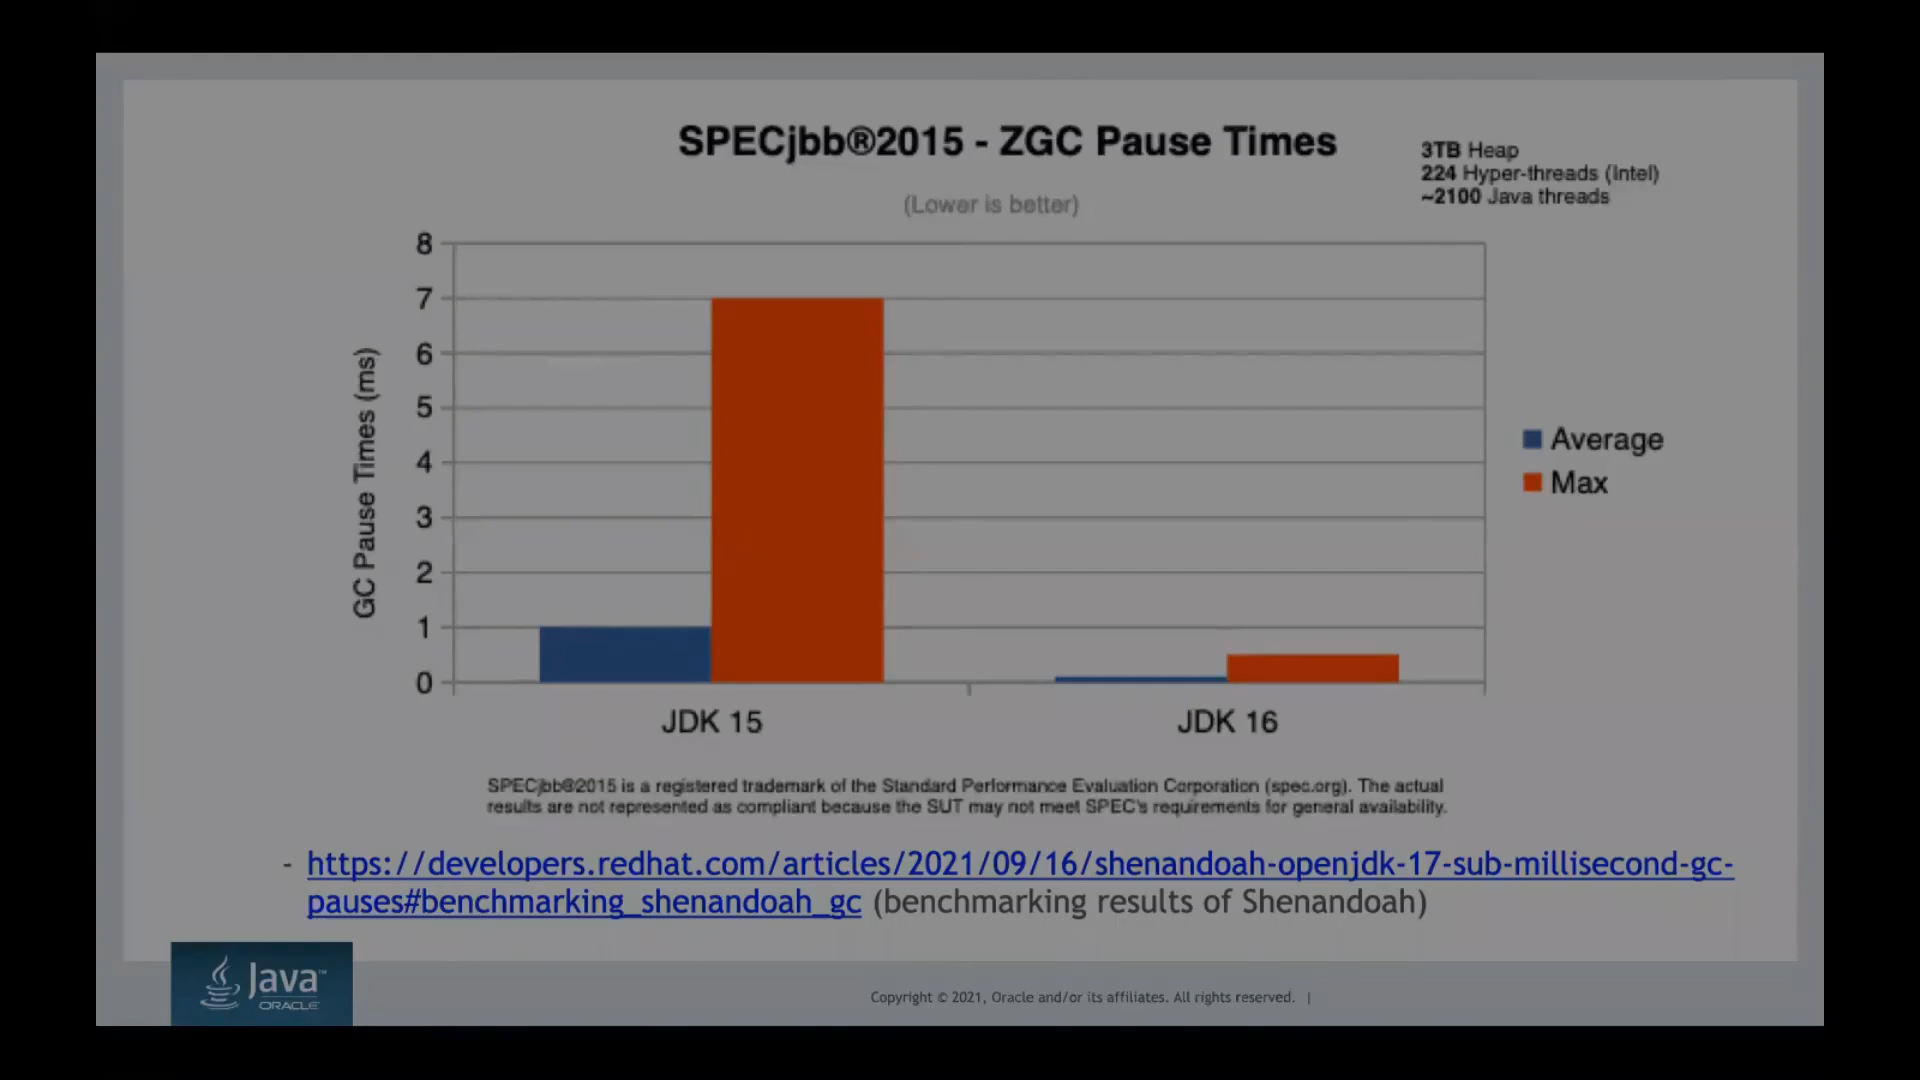 SPECjbb®2015 - ZGC Pause Times
3TB Heap
224 Hyper-threads (Intel)
~2100 Java threads
(Lower is better)
GC Pause Times (ms)
8
7
6
5
4
3
2
1
0
JDK 15
JDK 16
Average
Max
SPECjbb®2015 is a registered trademark of the Standard Performance Evaluation Corporation (spec.org). The actual
results are not represented as compliant because the SUT may not meet SPEC's requirements for general availability.
- https://developers.redhat.com/articles/2021/09/16/shenandoah-openjdk-17-sub-millisecond-gc-
pauses#benchmarking_shenandoah_gc (benchmarking results of Shenandoah)
Java™
ORACLE
Copyright © 2021, Oracle and/or its affiliates. All rights reserved. |